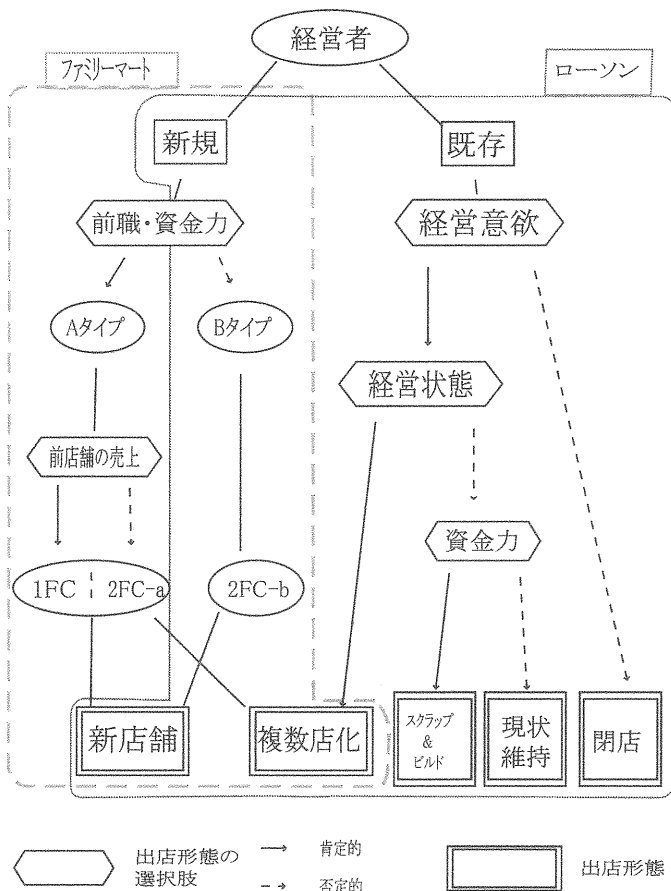 経営者
ファミリーマート
ローソン
新規
既存
前職・資金力
経営意欲
Aタイプ
Bタイプ
経営状態
前店舗の売上
資金力
1FC
2FC-a
2FC-b
新店舗
複数店化
スクラップ
&
ビルド
現状
維持
閉店
出店形態の
選択肢
肯定的
否定的
出店形態